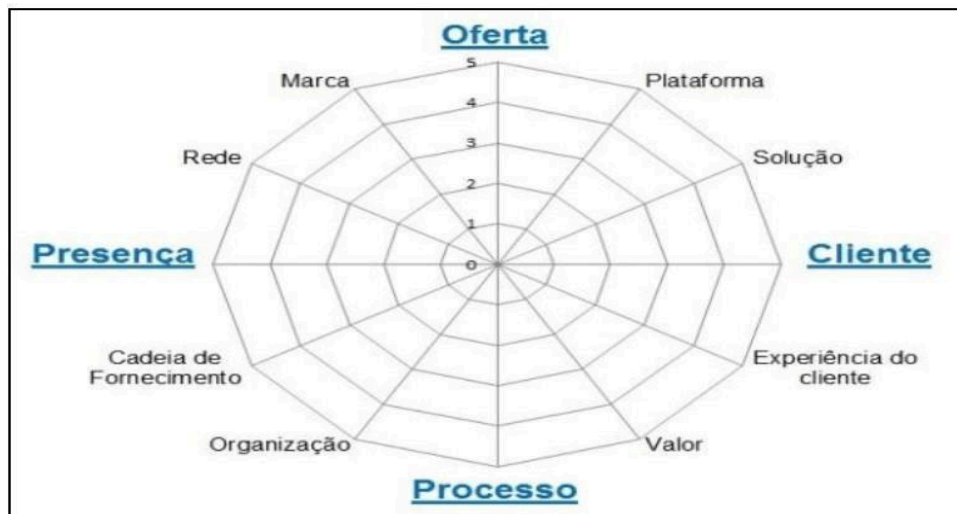 Oferta
5
Marca
Plataforma
4
3
Rede
Solução
2
1
Presença
0
Cliente
Cadeia de
Fornecimento
Experiência do
cliente
Organização
Valor
Processo